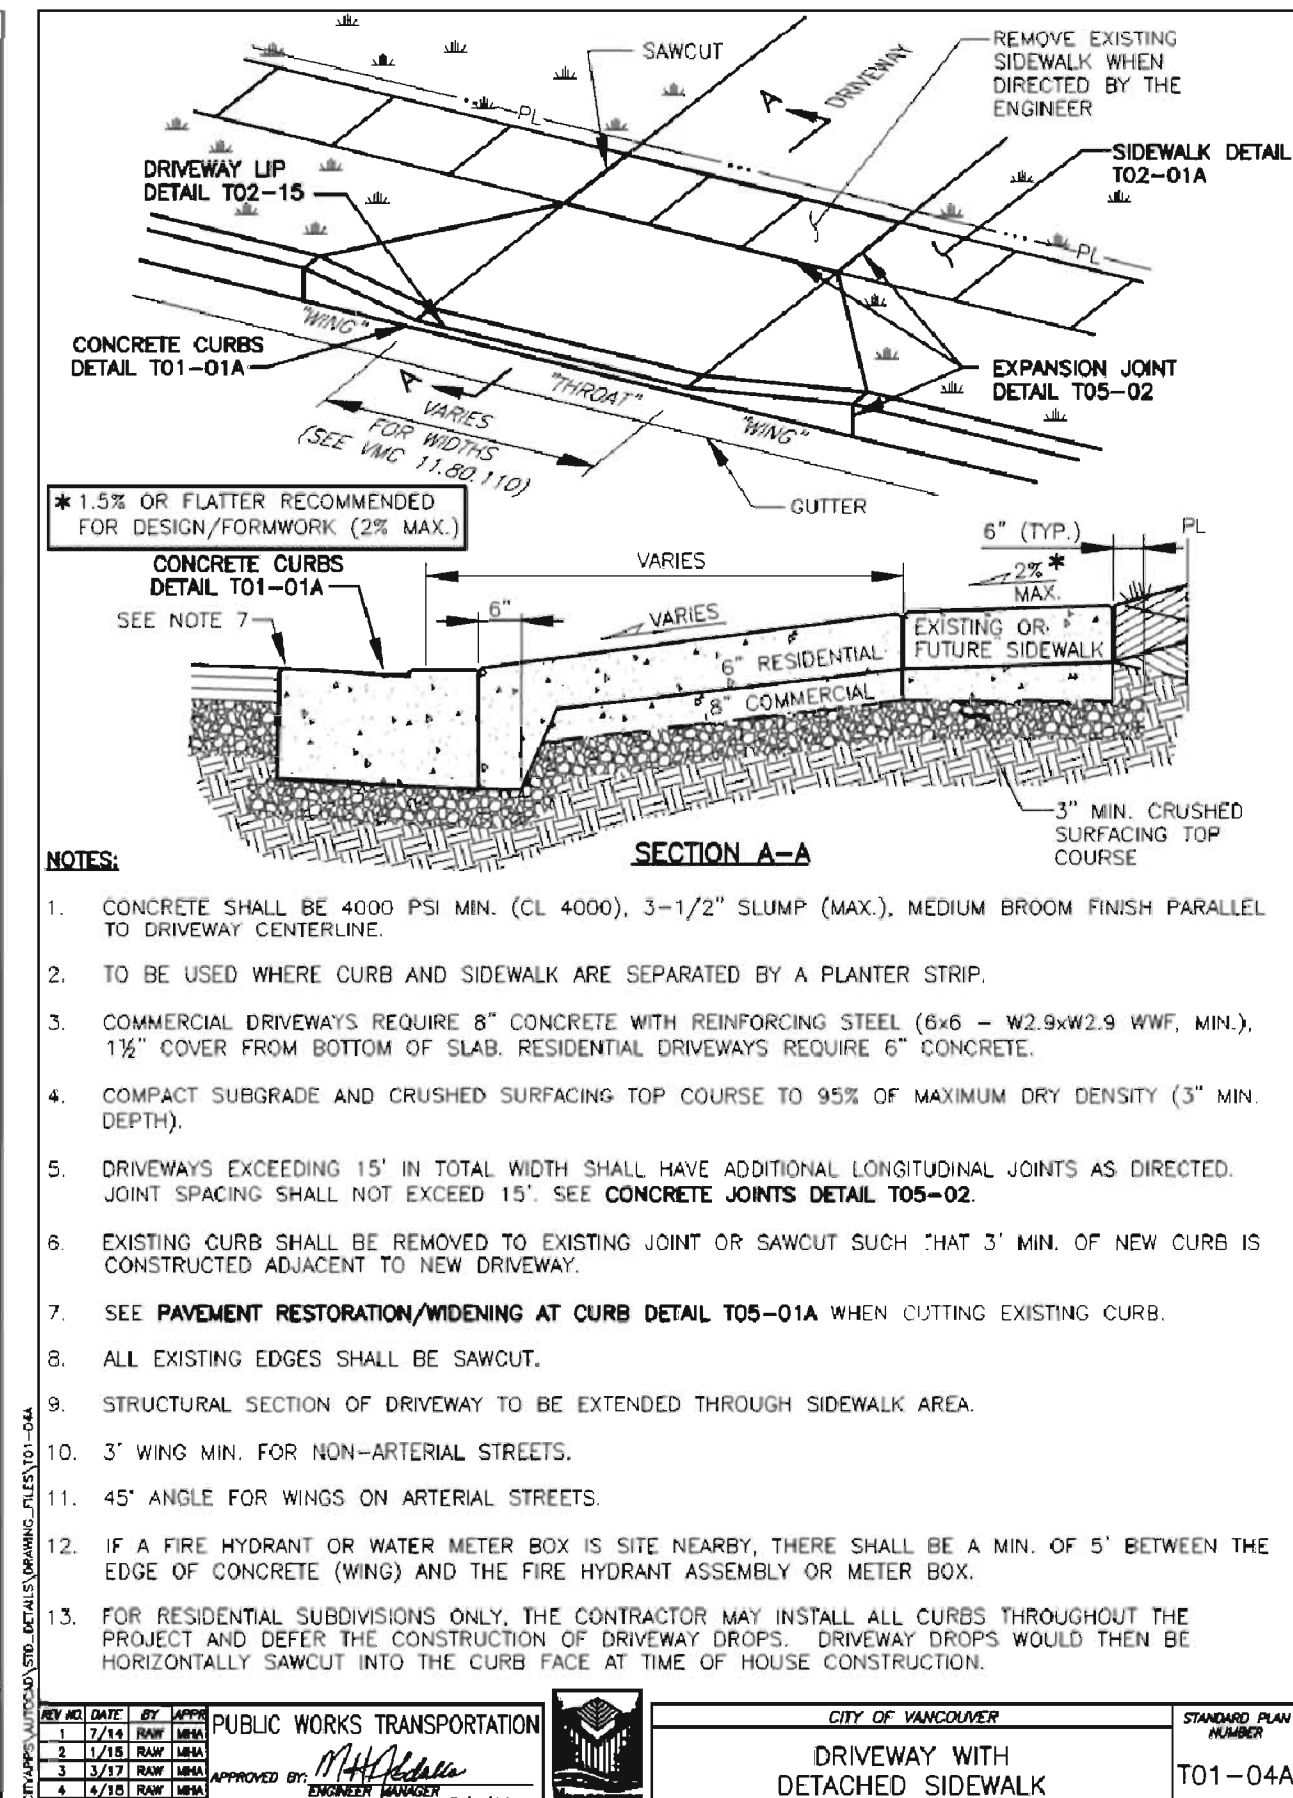 SAWCUT
DRIVEWAY
REMOVE EXISTING
SIDEWALK WHEN
DIRECTED BY THE
ENGINEER
A
PL
SIDEWALK DETAIL
T02-01A
DRIVEWAY LIP
DETAIL T02-15
PL
"WING"
CONCRETE CURBS
DETAIL T01-01A
A
"THROAT"
VARIES
FOR WIDTHS
(SEE VMC 11.80.110)
"WING"
EXPANSION JOINT
DETAIL T05-02
GUTTER
* 1.5% OR FLATTER RECOMMENDED
FOR DESIGN/FORMWORK (2% MAX.)
CONCRETE CURBS
DETAIL T01-01A
SEE NOTE 7
VARIES
6" (TYP.)
PL
2% *
MAX.
6"
VARIES
EXISTING OR
FUTURE SIDEWALK
6" RESIDENTIAL
8" COMMERCIAL
3" MIN. CRUSHED
SURFACING TOP
COURSE
SECTION A-A
NOTES:
1. CONCRETE SHALL BE 4000 PSI MIN. (CL 4000), 3-1/2" SLUMP (MAX.), MEDIUM BROOM FINISH PARALLEL
TO DRIVEWAY CENTERLINE.
2. TO BE USED WHERE CURB AND SIDEWALK ARE SEPARATED BY A PLANTER STRIP.
3. COMMERCIAL DRIVEWAYS REQUIRE 8" CONCRETE WITH REINFORCING STEEL (6x6 - W2.9xW2.9 WWF, MIN.),
1½" COVER FROM BOTTOM OF SLAB. RESIDENTIAL DRIVEWAYS REQUIRE 6" CONCRETE.
4. COMPACT SUBGRADE AND CRUSHED SURFACING TOP COURSE TO 95% OF MAXIMUM DRY DENSITY (3" MIN.
DEPTH).
5. DRIVEWAYS EXCEEDING 15' IN TOTAL WIDTH SHALL HAVE ADDITIONAL LONGITUDINAL JOINTS AS DIRECTED.
JOINT SPACING SHALL NOT EXCEED 15'. SEE CONCRETE JOINTS DETAIL T05-02.
6. EXISTING CURB SHALL BE REMOVED TO EXISTING JOINT OR SAWCUT SUCH THAT 3' MIN. OF NEW CURB IS
CONSTRUCTED ADJACENT TO NEW DRIVEWAY.
7. SEE PAVEMENT RESTORATION/WIDENING AT CURB DETAIL T05-01A WHEN CUTTING EXISTING CURB.
8. ALL EXISTING EDGES SHALL BE SAWCUT.
9. STRUCTURAL SECTION OF DRIVEWAY TO BE EXTENDED THROUGH SIDEWALK AREA.
10. 3' WING MIN. FOR NON-ARTERIAL STREETS.
11. 45° ANGLE FOR WINGS ON ARTERIAL STREETS.
12. IF A FIRE HYDRANT OR WATER METER BOX IS SITE NEARBY, THERE SHALL BE A MIN. OF 5' BETWEEN THE
EDGE OF CONCRETE (WING) AND THE FIRE HYDRANT ASSEMBLY OR METER BOX.
13. FOR RESIDENTIAL SUBDIVISIONS ONLY, THE CONTRACTOR MAY INSTALL ALL CURBS THROUGHOUT THE
PROJECT AND DEFER THE CONSTRUCTION OF DRIVEWAY DROPS. DRIVEWAY DROPS WOULD THEN BE
HORIZONTALLY SAWCUT INTO THE CURB FACE AT TIME OF HOUSE CONSTRUCTION.
CITYAPPS\AUTOCAD\STD_DETAILS\DRAWING_FILES\T01-04A
REV NO. DATE BY APPR
1 7/14 RAW MHA
2 1/15 RAW MHA
3 3/17 RAW MHA
4 4/18 RAW MHA
PUBLIC WORKS TRANSPORTATION
APPROVED BY:
ENGINEER MANAGER
CITY OF VANCOUVER
DRIVEWAY WITH
DETACHED SIDEWALK
STANDARD PLAN
NUMBER
T01-04A